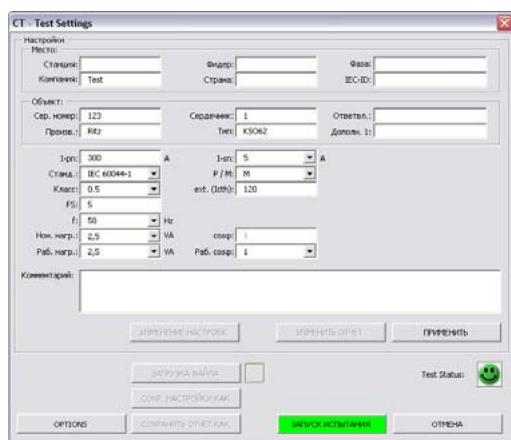 CT - Test Settings
Настройки
Место:
Станция: Фидер: Фаза:
Компания: Test Страна: IEC-ID:
Объект:
Сер. номер: 123 Сердечник: 1 Ответвл.:
Произв.: Ritz Тип: KSO62 Дополн. 1:
I-pn: 300 A I-sn: 5 A
Станд.: IEC 60044-1 P / M: M
Класс: 0.5 ext. (Icth): 120
FS: 5
f: 50 Hz
Ном. нагр.: 2,5 VA cosφ: 1
Раб. нагр.: 2,5 VA Раб. cosφ: 1
Комментарий:
ИЗМЕНЕНИЕ НАСТРОЕК ИЗМЕНИТЬ ОТЧЕТ ПРИМЕНИТЬ
ЗАГРУЗКА ФАЙЛА Test Status:
СОХР. НАСТРОЙКИ КАК
OPTIONS СОХРАНИТЬ ОТЧЕТ КАК ЗАПУСК ИСПЫТАНИЯ ОТМЕНА